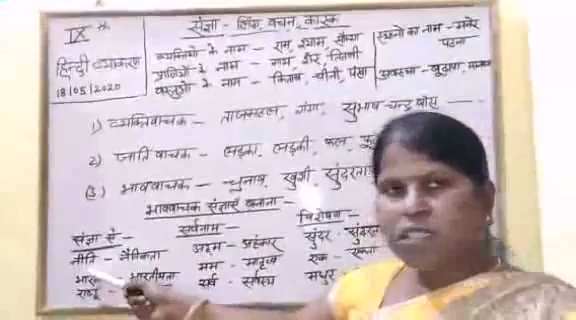 IX th
हिन्दी व्याकरण
18/05/2020
संज्ञा - लिंग, वचन, कारक
व्यक्तियों के नाम - राम, श्याम, सीमा
प्राणियों के नाम - गाय, शेर, तितली
वस्तुओं के नाम - किताब, चीनी, पंखा
स्थानों का नाम - मनेर
पटना
अवस्था - बुढ़ापा,
1) व्यक्तिवाचक - ताजमहल, गंगा, सुभाष चन्द्र बोस ----
2) जातिवाचक - लड़का, लड़की, फल,
(3) भाववाचक - चुनाव, खुशी, सुंदरता
भाववाचक संज्ञाएँ बनाना -
संज्ञा से -
नीति - नैतिकता
भारत - भारतीयता
राष्ट्र -
सर्वनाम -
अहम - अहंकार
मम - ममत्व
सर्व - सर्वस्व
विशेषण -
सुंदर - सुंदरता
एक - एकता
मधुर -